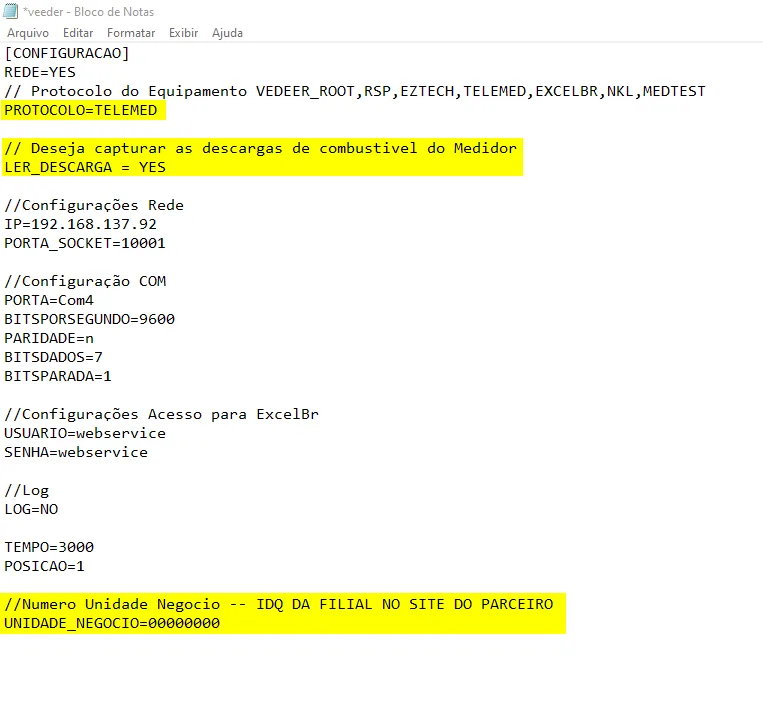 *veeder - Bloco de Notas
Arquivo Editar Formatar Exibir Ajuda
[CONFIGURACAO]
REDE=YES
// Protocolo do Equipamento VEDEER_ROOT,RSP,EZTECH,TELEMED,EXCELBR,NKL,MEDTEST
PROTOCOLO=TELEMED
// Deseja capturar as descargas de combustivel do Medidor
LER_DESCARGA = YES
//Configurações Rede
IP=192.168.137.92
PORTA_SOCKET=10001
//Configuração COM
PORTA=Com4
BITSPORSEGUNDO=9600
PARIDADE=n
BITSDADOS=7
BITSPARADA=1
//Configurações Acesso para ExcelBr
USUARIO=webservice
SENHA=webservice
//Log
LOG=NO
TEMPO=3000
POSICAO=1
//Numero Unidade Negocio -- IDQ DA FILIAL NO SITE DO PARCEIRO
UNIDADE_NEGOCIO=00000000